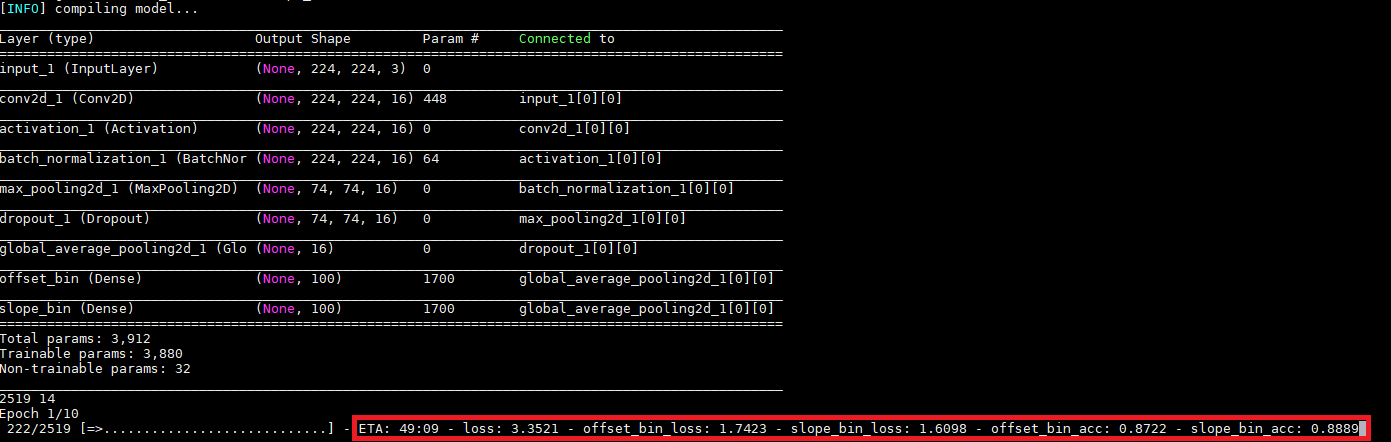 [INFO] compiling model...
Layer (type) Output Shape Param # Connected to
input_1 (InputLayer) (None, 224, 224, 3) 0
conv2d_1 (Conv2D) (None, 224, 224, 16) 448 input_1[0][0]
activation_1 (Activation) (None, 224, 224, 16) 0 conv2d_1[0][0]
batch_normalization_1 (BatchNor (None, 224, 224, 16) 64 activation_1[0][0]
max_pooling2d_1 (MaxPooling2D) (None, 74, 74, 16) 0 batch_normalization_1[0][0]
dropout_1 (Dropout) (None, 74, 74, 16) 0 max_pooling2d_1[0][0]
global_average_pooling2d_1 (Glo (None, 16) 0 dropout_1[0][0]
offset_bin (Dense) (None, 100) 1700 global_average_pooling2d_1[0][0]
slope_bin (Dense) (None, 100) 1700 global_average_pooling2d_1[0][0]
Total params: 3,912
Trainable params: 3,880
Non-trainable params: 32
2519 14
Epoch 1/10
222/2519 [=>............................] - ETA: 49:09 - loss: 3.3521 - offset_bin_loss: 1.7423 - slope_bin_loss: 1.6098 - offset_bin_acc: 0.8722 - slope_bin_acc: 0.8889